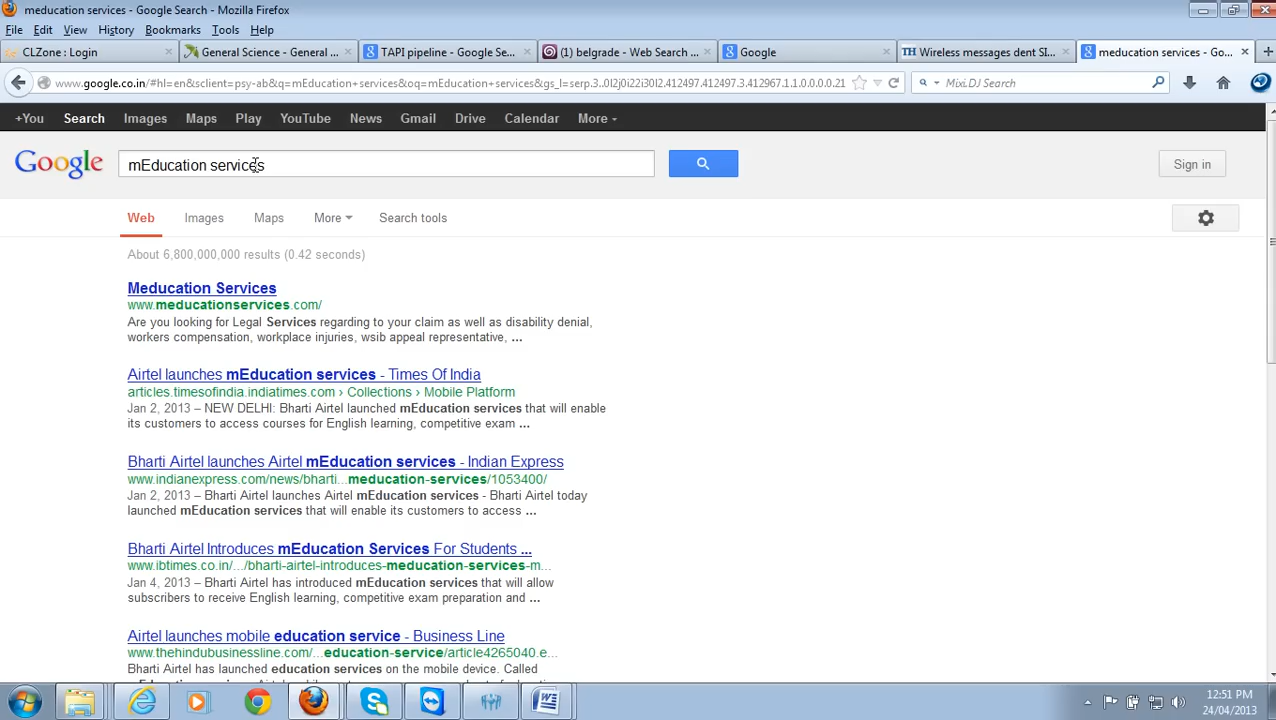 meducation services - Google Search - Mozilla Firefox
File Edit View History Bookmarks Tools Help
CLZone : Login
General Science - General ...
TAPI pipeline - Google Se...
(1) belgrade - Web Search ...
Google
TH Wireless messages dent SI...
meducation services - Go...
www.google.co.in/#hl=en&sclient=psy-ab&q=mEducation+services&oq=mEducation+services&gs_l=serp.3..0l2j0i22i30l2.412497.412497.3.412967.1.1.0.0.0.0.21
Mixi.DJ Search
+You Search Images Maps Play YouTube News Gmail Drive Calendar More
Google
mEducation services
Sign in
Web Images Maps More Search tools
About 6,800,000,000 results (0.42 seconds)
Meducation Services
www.meducationservices.com/
Are you looking for Legal Services regarding to your claim as well as disability denial,
workers compensation, workplace injuries, wsib appeal representative, ...
Airtel launches mEducation services - Times Of India
articles.timesofindia.indiatimes.com › Collections › Mobile Platform
Jan 2, 2013 – NEW DELHI: Bharti Airtel launched mEducation services that will enable
its customers to access courses for English learning, competitive exam ...
Bharti Airtel launches Airtel mEducation services - Indian Express
www.indianexpress.com/news/bharti...meducation-services/1053400/
Jan 2, 2013 – Bharti Airtel launches Airtel mEducation services - Bharti Airtel today
launched mEducation services that will enable its customers to access ...
Bharti Airtel Introduces mEducation Services For Students ...
www.ibtimes.co.in/.../bharti-airtel-introduces-meducation-services-m...
Jan 4, 2013 – Bharti Airtel has introduced mEducation services that will allow
subscribers to receive English learning, competitive exam preparation and ...
Airtel launches mobile education service - Business Line
www.thehindubusinessline.com/...education-service/article4265040.e...
Bharti Airtel has launched education services on the mobile device. Called
12:51 PM
24/04/2013